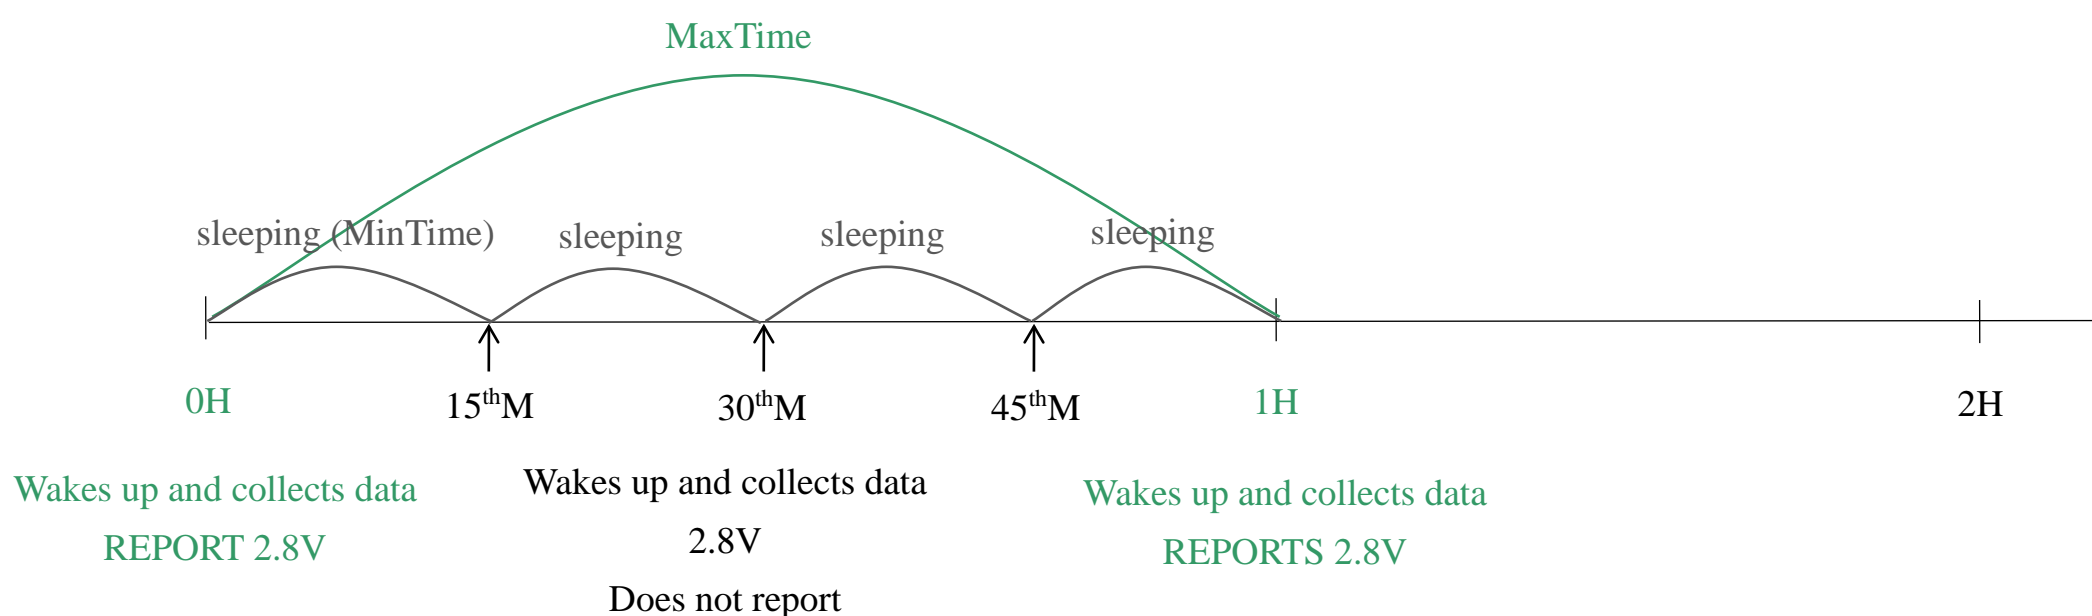 MaxTime
sleeping (MinTime)
sleeping
sleeping
sleeping
0H
15thM
30thM
45thM
1H
2H
Wakes up and collects data
REPORT 2.8V
Wakes up and collects data
2.8V
Does not report
Wakes up and collects data
REPORTS 2.8V